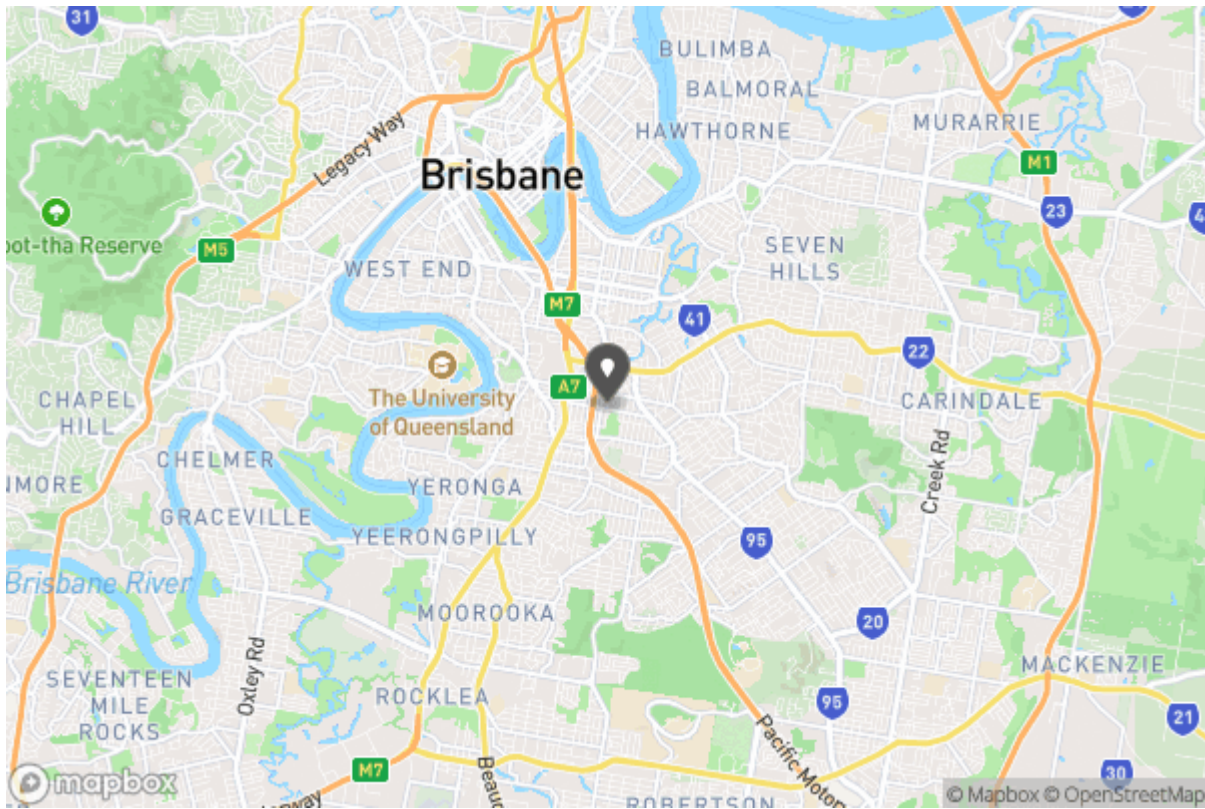 31
BULIMBA
BALMORAL
HAWTHORNE
MURARRIE
Legacy Way
M1
Brisbane
23
4
oot-tha Reserve
M5
WEST END
SEVEN
HILLS
M7
41
22
The University
of Queensland
A7
CHAPEL
HILL
CARINDALE
CHELMER
NMORE
YERONGA
Creek Rd
GRACEVILLE
YEERONGPILLY
95
Brisbane River
MOOROOKA
20
Oxley Rd
MACKENZIE
SEVENTEEN
MILE
ROCKS
ROCKLEA
95
21
Pacific Motor
M7
Beau
30
mapbox
ROBERTSON
© Mapbox © OpenStreetMap